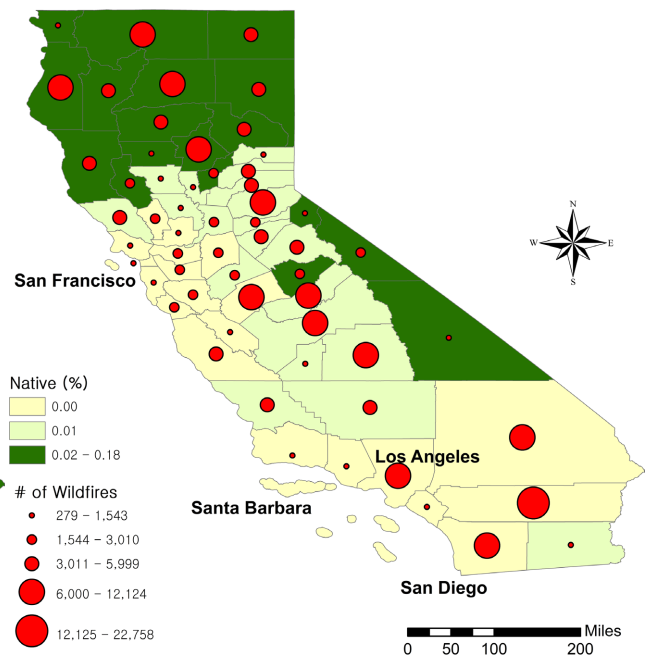 N
W E
S
San Francisco
Native (%)
0.00
0.01
0.02 - 0.18
Los Angeles
# of Wildfires
279 - 1,543
Santa Barbara
1,544 - 3,010
3,011 - 5,999
6,000 - 12,124
San Diego
12,125 - 22,758
Miles
0 50 100 200